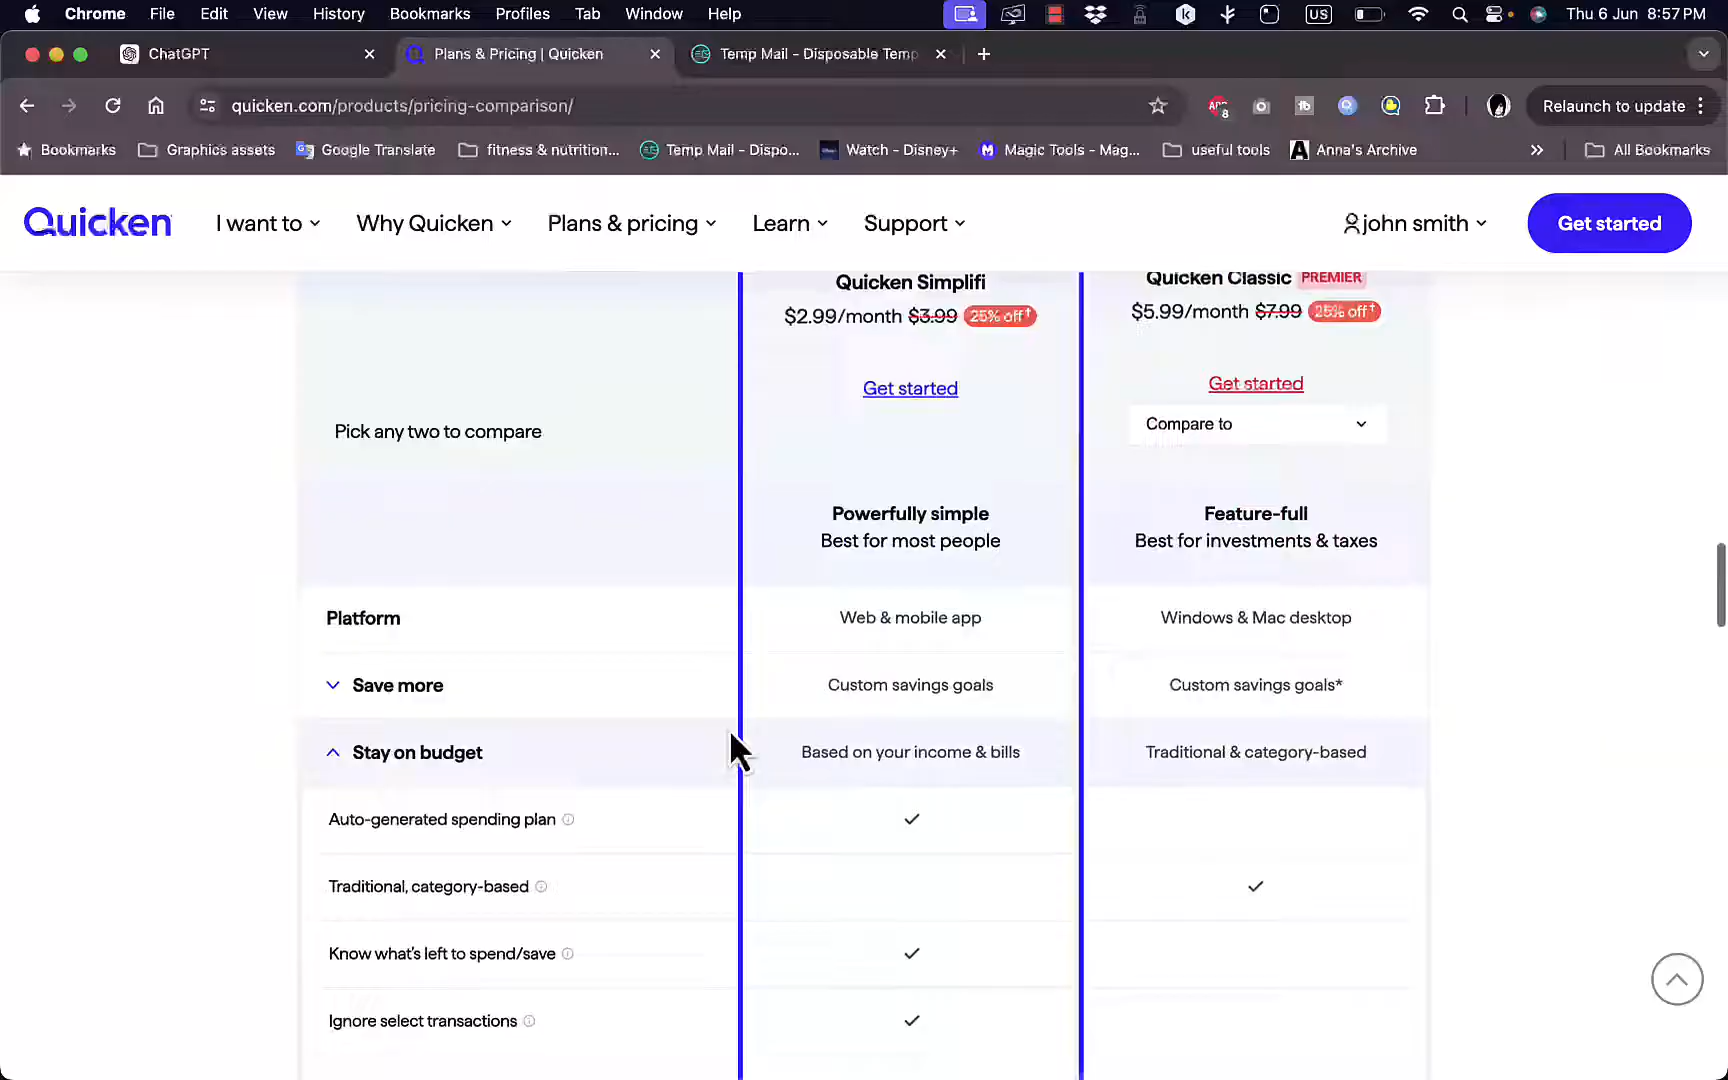 Chrome File Edit View History Bookmarks Profiles Tab Window Help US Thu 6 Jun 8:57 PM
ChatGPT Plans & Pricing | Quicken Temp Mail - Disposable Temp
quicken.com/products/pricing-comparison/ 8 Relaunch to update
Bookmarks Graphics assets Google Translate fitness & nutrition... Temp Mail - Dispo... Watch - Disney+ Magic Tools - Mag... useful tools Anna's Archive All Bookmarks
Quicken I want to Why Quicken Plans & pricing Learn Support john smith Get started
Quicken Simplifi Quicken Classic PREMIER
$2.99/month $3.99 25% off† $5.99/month $7.99 25% off†
Get started Get started
Pick any two to compare Compare to
Powerfully simple Feature-full
Best for most people Best for investments & taxes
Platform Web & mobile app Windows & Mac desktop
Save more Custom savings goals Custom savings goals*
Stay on budget Based on your income & bills Traditional & category-based
Auto-generated spending plan
Traditional, category-based
Know what's left to spend/save
Ignore select transactions